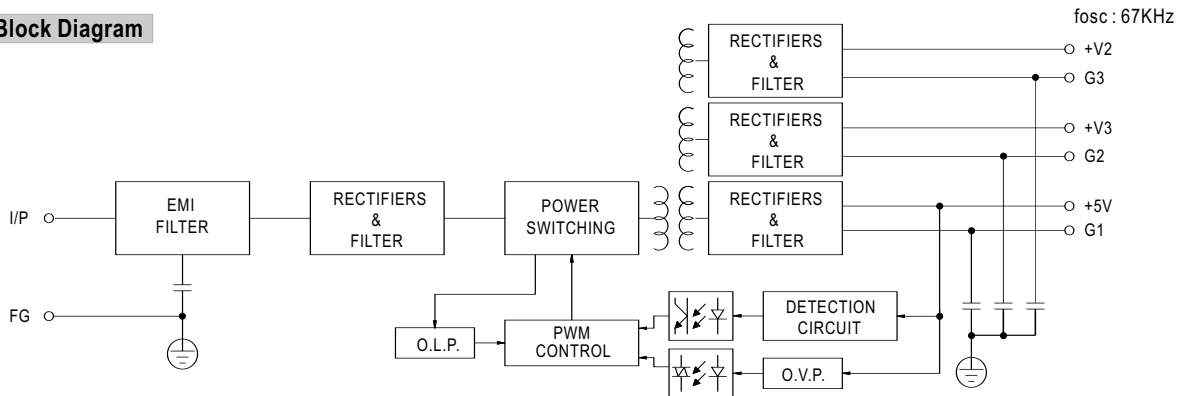 Block Diagram
fosc : 67KHz
RECTIFIERS
&
FILTER
+V2
G3
RECTIFIERS
&
FILTER
+V3
G2
I/P
EMI
FILTER
RECTIFIERS
&
FILTER
POWER
SWITCHING
RECTIFIERS
&
FILTER
+5V
G1
FG
O.L.P.
PWM
CONTROL
DETECTION
CIRCUIT
O.V.P.